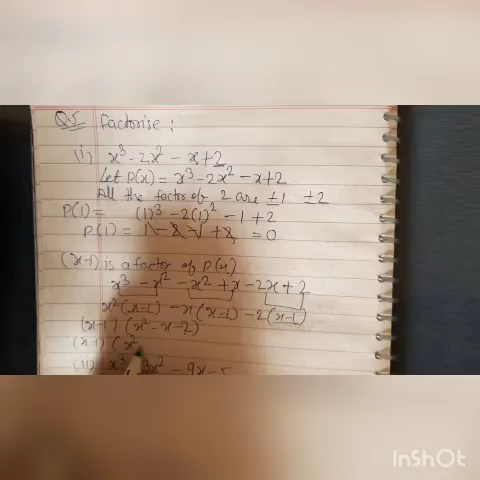 Q.5 Factorise :
(i) x³ - 2x² - x + 2
Let P(x) = x³ - 2x² - x + 2
All the factor of 2 are ±1 ±2
P(1) = (1)³ - 2(1)² - 1 + 2
P(1) = 1 - 2 - 1 + 2 = 0
(x-1) is a factor of P(x)
x³ - x² - x² + x - 2x + 2
x²(x-1) - x(x-1) - 2(x-1)
(x-1) (x² - x - 2)
(x-1) (x²
(ii) x³ - 3x² - 9x - 5
InShOt